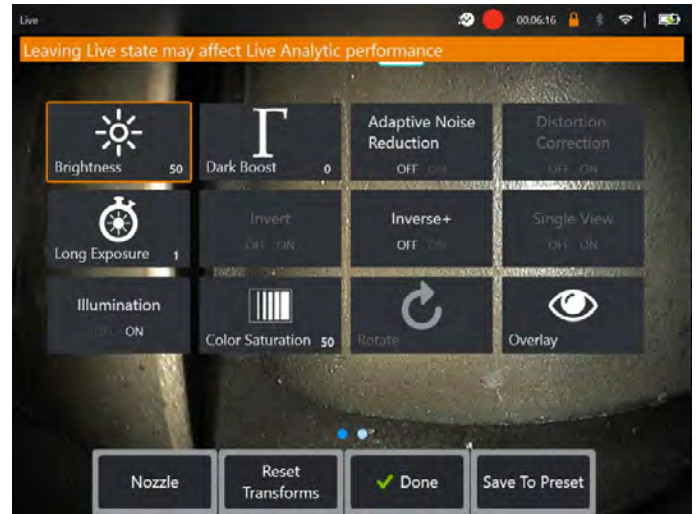 Live
00:06:16
Leaving Live state may affect Live Analytic performance
Brightness 50
Dark Boost 0
Adaptive Noise
Reduction
OFF ON
Distortion
Correction
OFF ON
Long Exposure 1
Invert
OFF ON
Inverse+
OFF ON
Single View
OFF ON
Illumination
OFF ON
Color Saturation 50
Rotate
Overlay
Nozzle
Reset
Transforms
Done
Save To Preset